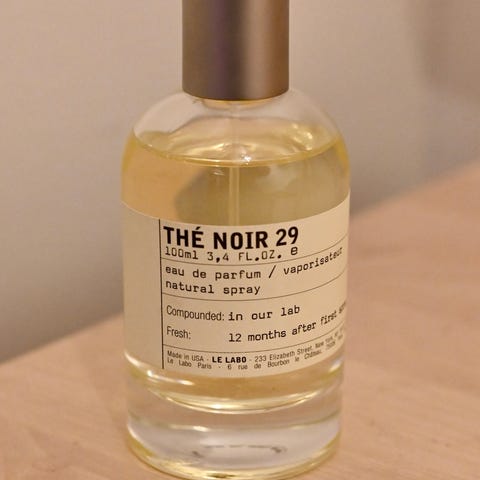 THÉ NOIR 29
100ml 3,4 FL.OZ. e
eau de parfum / vaporisateur
natural spray
Compounded: in our lab
Fresh: 12 months after first
Made in USA - LE LABO - 233 Elizabeth Street, New
Le Labo Paris - 6 rue de Bourbon le Château,